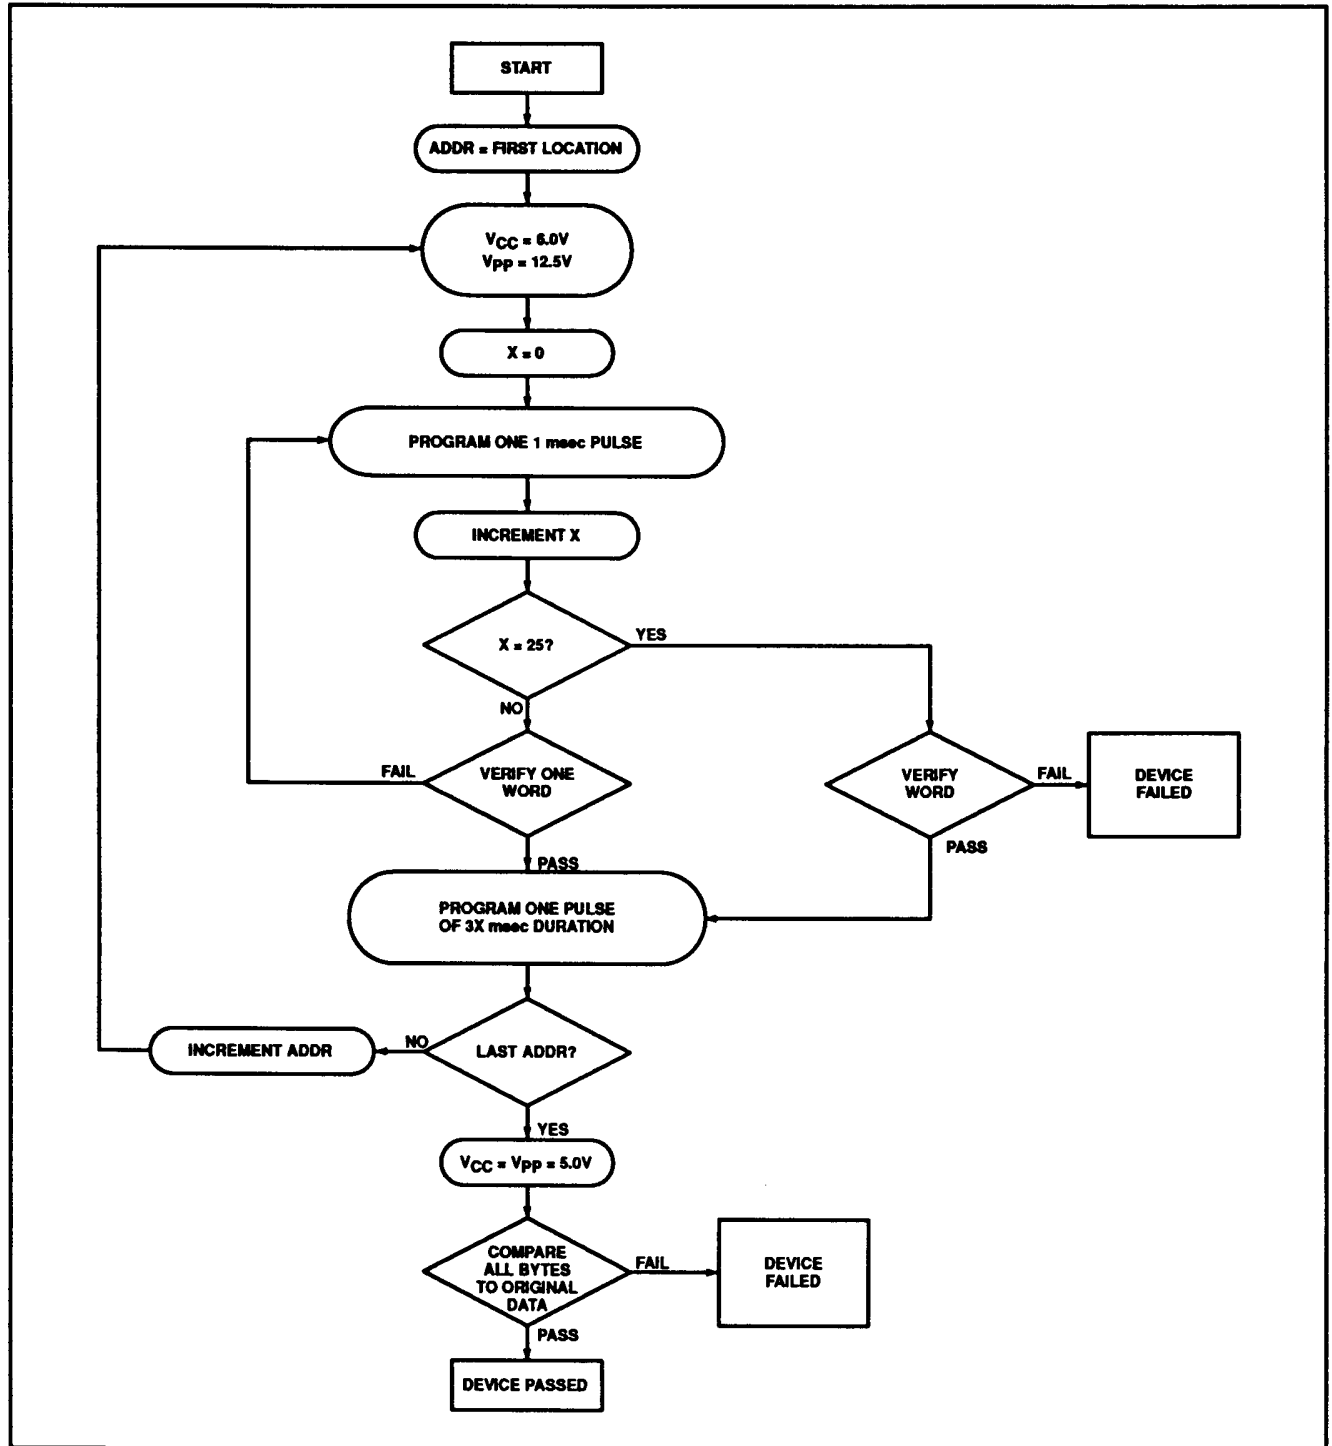 START
ADDR = FIRST LOCATION
VCC = 6.0V
VPP = 12.5V
X = 0
PROGRAM ONE 1 msec PULSE
INCREMENT X
X = 25?
YES
NO
FAIL
VERIFY ONE
WORD
VERIFY
WORD
FAIL
DEVICE
FAILED
PASS
PASS
PROGRAM ONE PULSE
OF 3X msec DURATION
INCREMENT ADDR
NO
LAST ADDR?
YES
VCC = VPP = 5.0V
COMPARE
ALL BYTES
TO ORIGINAL
DATA
FAIL
DEVICE
FAILED
PASS
DEVICE PASSED